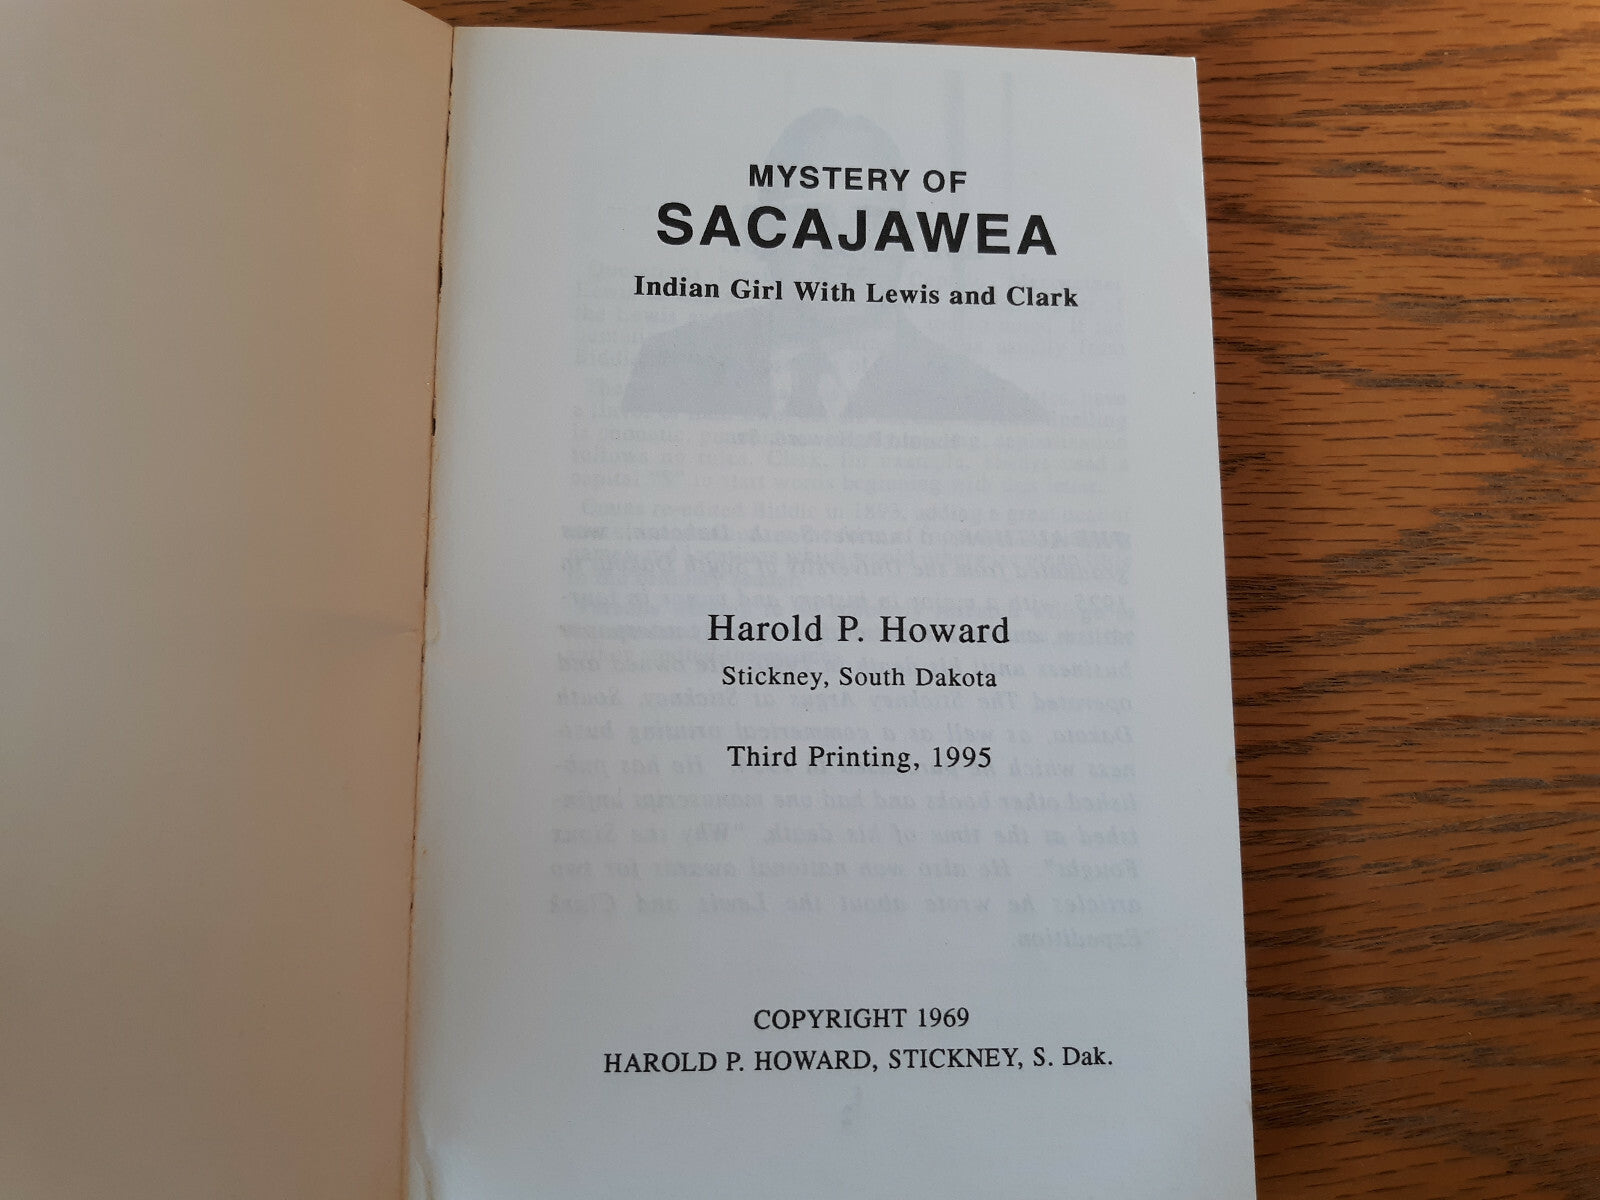 MYSTERY OF
SACAJAWEA
Indian Girl With Lewis and Clark
Harold P. Howard
Stickney, South Dakota
Third Printing, 1995
COPYRIGHT 1969
HAROLD P. HOWARD, STICKNEY, S. Dak.